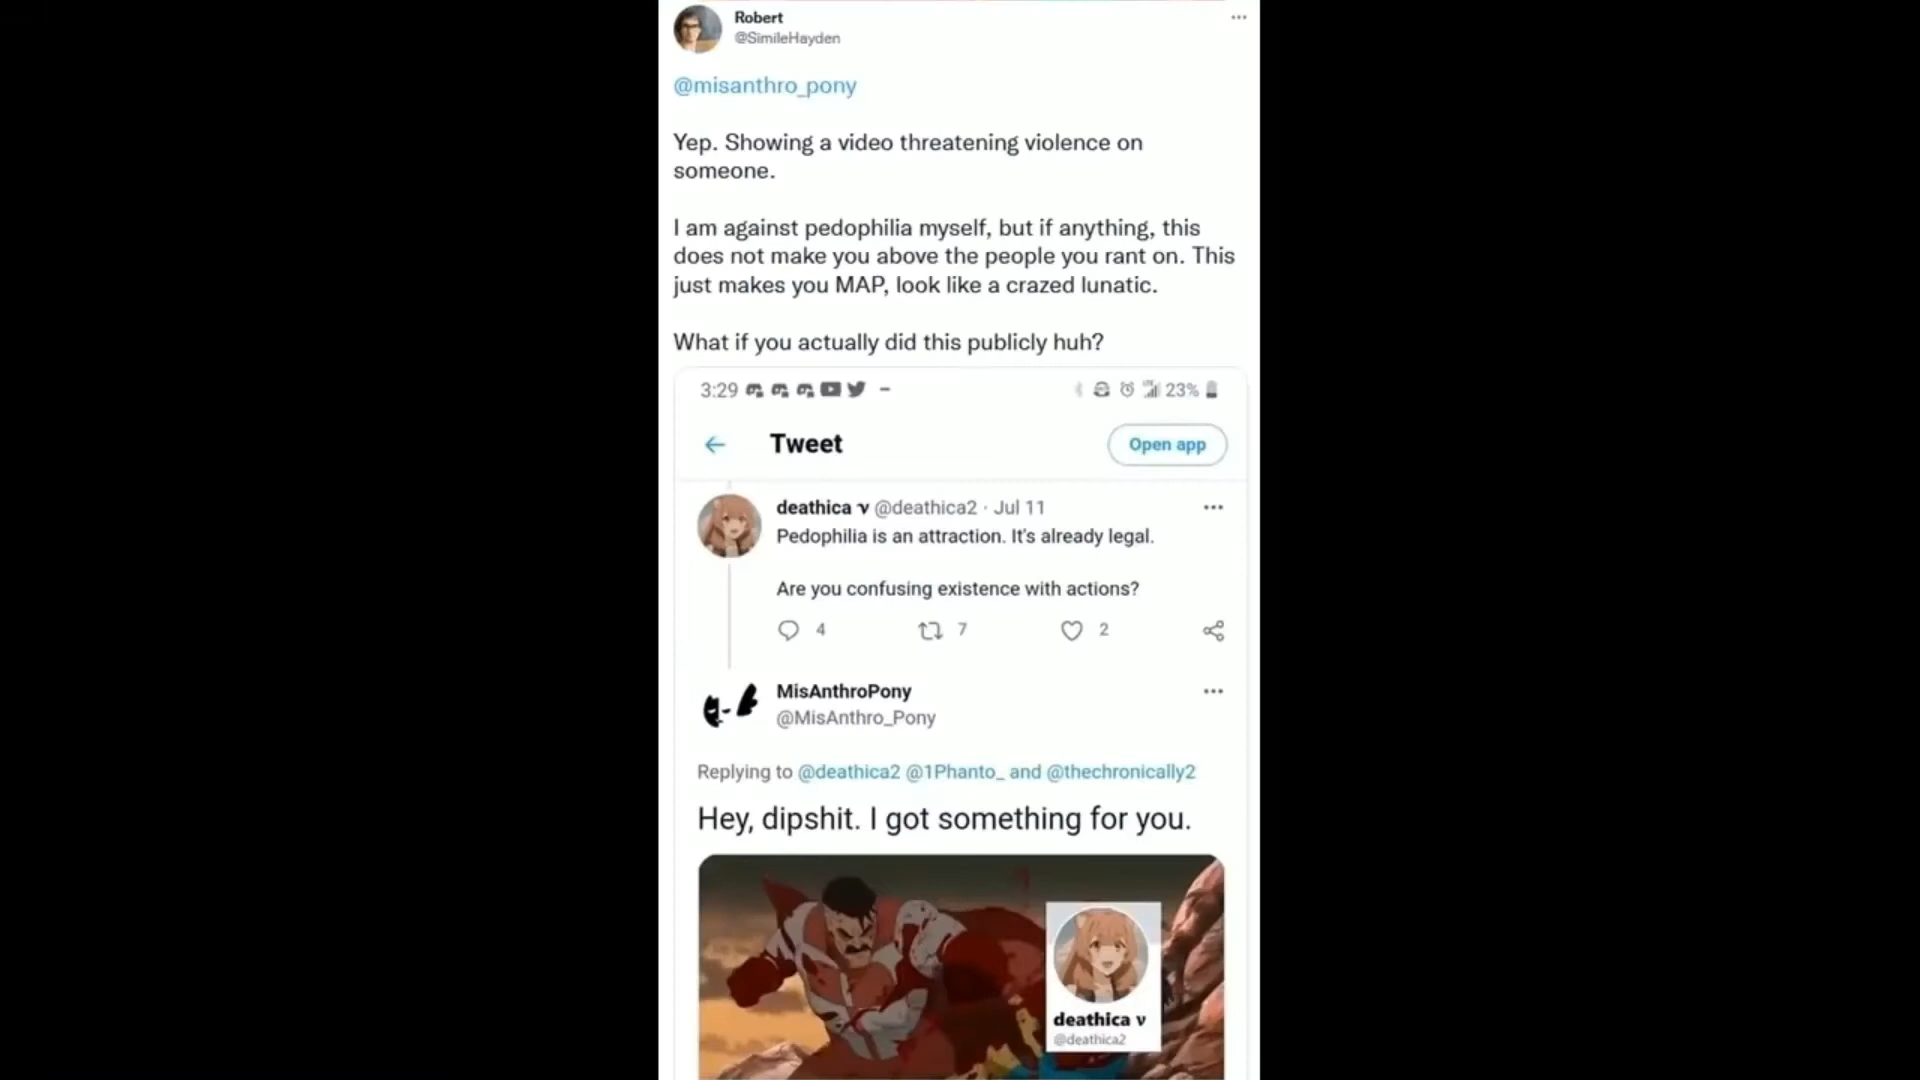 Robert
@SimileHayden
@misanthro_pony
Yep. Showing a video threatening violence on
someone.
I am against pedophilia myself, but if anything, this
does not make you above the people you rant on. This
just makes you MAP, look like a crazed lunatic.
What if you actually did this publicly huh?
3:29
23%
Tweet
Open app
deathica ν @deathica2 · Jul 11
Pedophilia is an attraction. It's already legal.
Are you confusing existence with actions?
4 7 2
MisAnthroPony
@MisAnthro_Pony
Replying to @deathica2 @1Phanto_ and @thechronically2
Hey, dipshit. I got something for you.
deathica ν
@deathica2